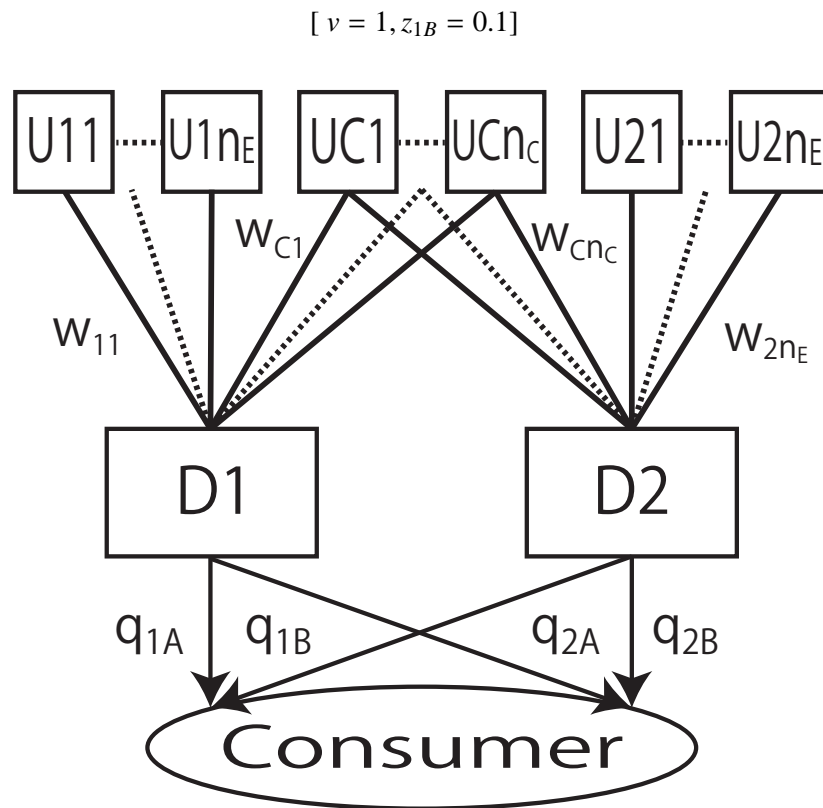 [ v = 1, z₁B = 0.1]
U11 U1nE UC1 UCnC U21 U2nE
wC1 wCnC
w11 w2nE
D1 D2
q1A q1B q2A q2B
Consumer